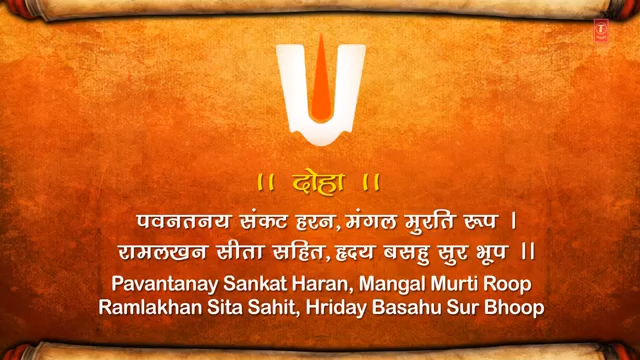 ।। दोहा ।।
पवनतनय संकट हरन, मंगल मुरति रूप ।
रामलखन सीता सहित, हृदय बसहु सुर भूप ।।
Pavantanay Sankat Haran, Mangal Murti Roop
Ramlakhan Sita Sahit, Hriday Basahu Sur Bhoop